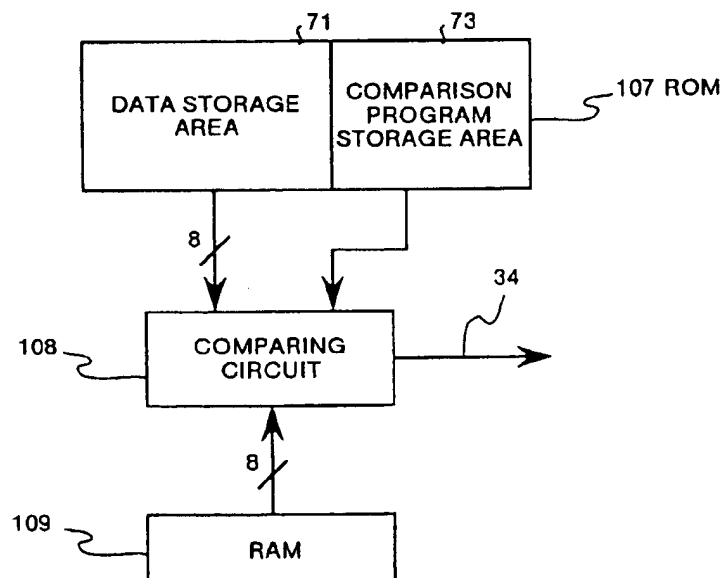 71
73
DATA STORAGE
AREA
COMPARISON
PROGRAM
STORAGE AREA
107 ROM
8
34
108
COMPARING
CIRCUIT
8
109
RAM